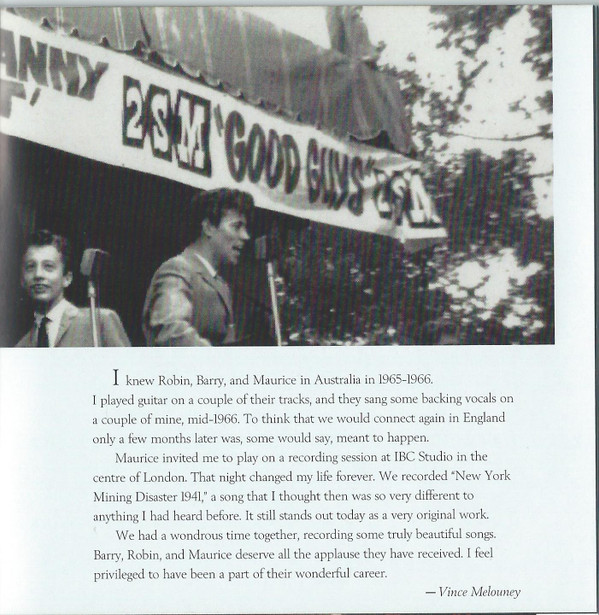 ANNY
T'
2SM 'GOOD GUYS' 2SM
I knew Robin, Barry, and Maurice in Australia in 1965-1966.
I played guitar on a couple of their tracks, and they sang some backing vocals on
a couple of mine, mid-1966. To think that we would connect again in England
only a few months later was, some would say, meant to happen.
Maurice invited me to play on a recording session at IBC Studio in the
centre of London. That night changed my life forever. We recorded “New York
Mining Disaster 1941,” a song that I thought then was so very different to
anything I had heard before. It still stands out today as a very original work.
We had a wondrous time together, recording some truly beautiful songs.
Barry, Robin, and Maurice deserve all the applause they have received. I feel
privileged to have been a part of their wonderful career.
— Vince Melouney